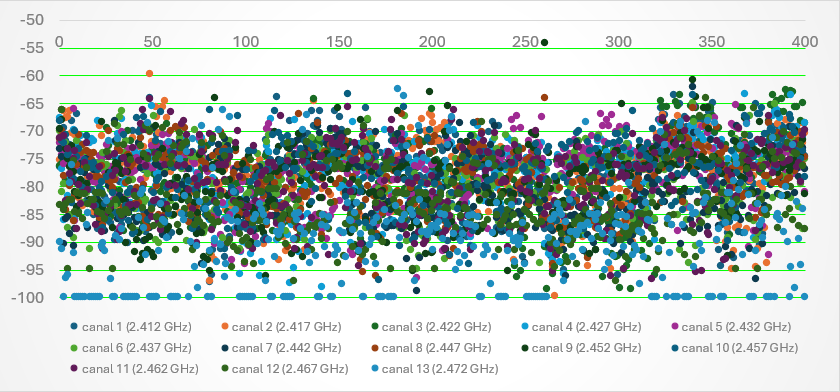 -50
-55
0 50 100 150 200 250 300 350 400
-60
-65
-70
-75
-80
-85
-90
-95
-100
canal 1 (2.412 GHz) canal 2 (2.417 GHz) canal 3 (2.422 GHz) canal 4 (2.427 GHz) canal 5 (2.432 GHz)
canal 6 (2.437 GHz) canal 7 (2.442 GHz) canal 8 (2.447 GHz) canal 9 (2.452 GHz) canal 10 (2.457 GHz)
canal 11 (2.462 GHz) canal 12 (2.467 GHz) canal 13 (2.472 GHz)